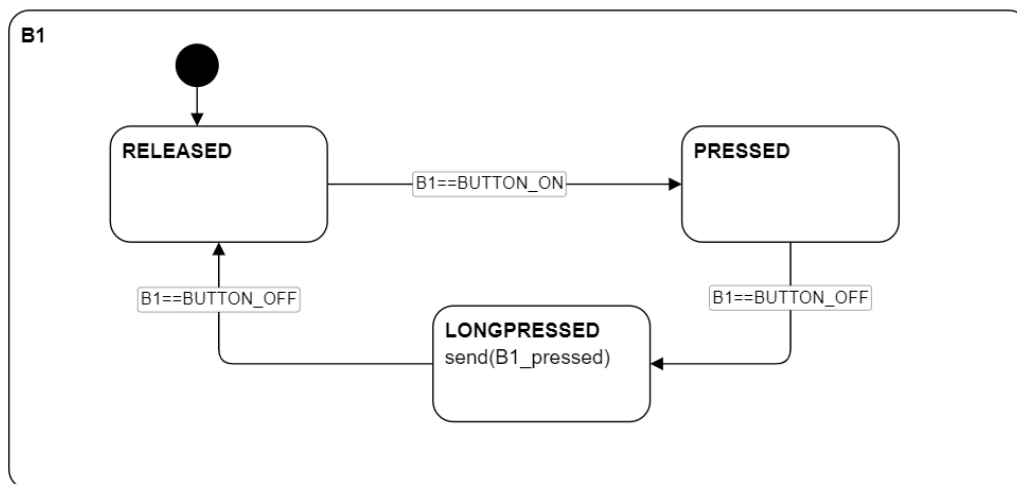 B1
RELEASED
PRESSED
B1==BUTTON_ON
B1==BUTTON_OFF
B1==BUTTON_OFF
LONGPRESSED
send(B1_pressed)